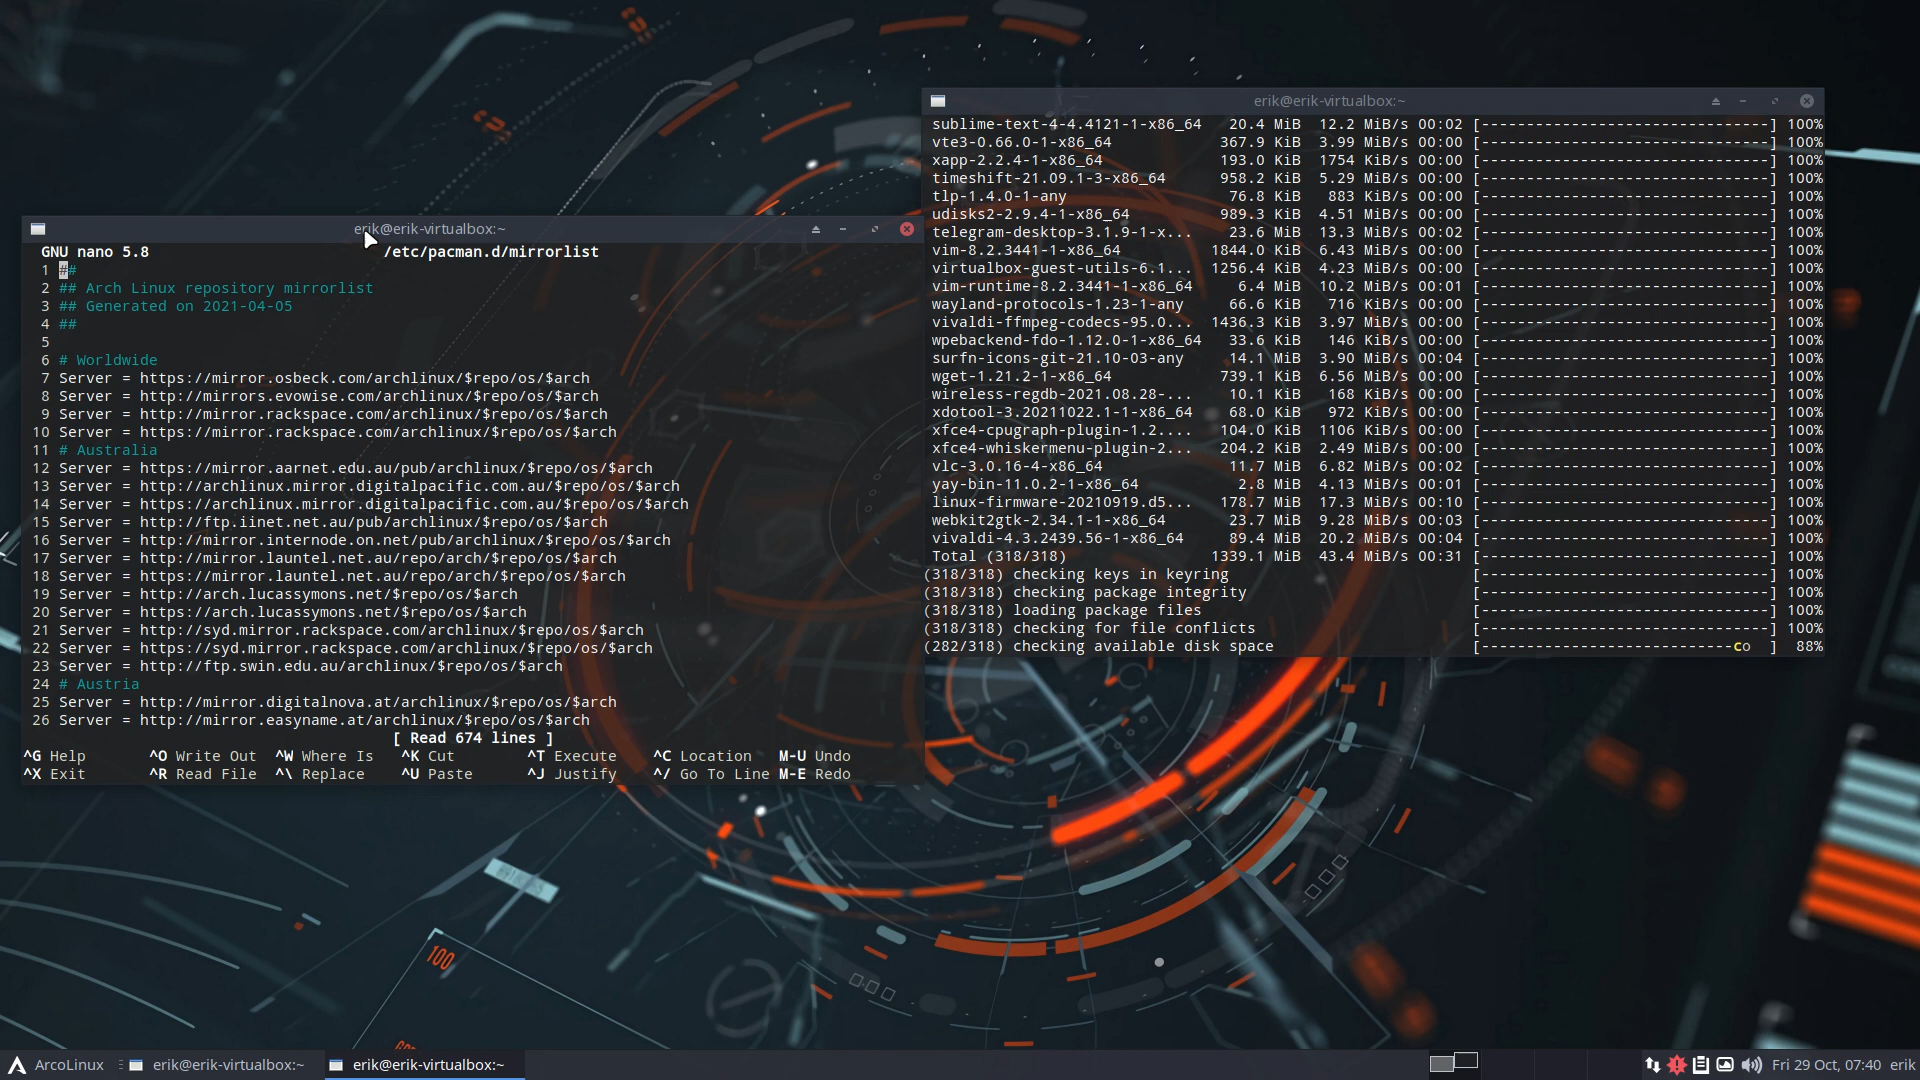 erik@erik-virtualbox:~
GNU nano 5.8 /etc/pacman.d/mirrorlist
1 ##
2 ## Arch Linux repository mirrorlist
3 ## Generated on 2021-04-05
4 ##
5
6 # Worldwide
7 Server = https://mirror.osbeck.com/archlinux/$repo/os/$arch
8 Server = https://mirrors.evowise.com/archlinux/$repo/os/$arch
9 Server = http://mirror.rackspace.com/archlinux/$repo/os/$arch
10 Server = https://mirror.rackspace.com/archlinux/$repo/os/$arch
11 # Australia
12 Server = https://mirror.aarnet.edu.au/pub/archlinux/$repo/os/$arch
13 Server = http://archlinux.mirror.digitalpacific.com.au/$repo/os/$arch
14 Server = https://archlinux.mirror.digitalpacific.com.au/$repo/os/$arch
15 Server = http://ftp.iinet.net.au/pub/archlinux/$repo/os/$arch
16 Server = http://mirror.internode.on.net/pub/archlinux/$repo/os/$arch
17 Server = http://mirror.launtel.net.au/repo/arch/$repo/os/$arch
18 Server = https://mirror.launtel.net.au/repo/arch/$repo/os/$arch
19 Server = http://arch.lucassymons.net/$repo/os/$arch
20 Server = https://arch.lucassymons.net/$repo/os/$arch
21 Server = http://syd.mirror.rackspace.com/archlinux/$repo/os/$arch
22 Server = https://syd.mirror.rackspace.com/archlinux/$repo/os/$arch
23 Server = http://ftp.swin.edu.au/archlinux/$repo/os/$arch
24 # Austria
25 Server = http://mirror.digitalnova.at/archlinux/$repo/os/$arch
26 Server = http://mirror.easyname.at/archlinux/$repo/os/$arch
[ Read 674 lines ]
^G Help ^O Write Out ^W Where Is ^K Cut ^T Execute ^C Location M-U Undo
^X Exit ^R Read File ^\ Replace ^U Paste ^J Justify ^/ Go To Line M-E Redo
erik@erik-virtualbox:~
sublime-text-4-4.4121-1-x86_64 20.4 MiB 12.2 MiB/s 00:02 [--------------------------------] 100%
vte3-0.66.0-1-x86_64 367.9 KiB 3.99 MiB/s 00:00 [--------------------------------] 100%
xapp-2.2.4-1-x86_64 193.0 KiB 1754 KiB/s 00:00 [--------------------------------] 100%
timeshift-21.09.1-3-x86_64 958.2 KiB 5.29 MiB/s 00:00 [--------------------------------] 100%
tlp-1.4.0-1-any 76.8 KiB 883 KiB/s 00:00 [--------------------------------] 100%
udisks2-2.9.4-1-x86_64 989.3 KiB 4.51 MiB/s 00:00 [--------------------------------] 100%
telegram-desktop-3.1.9-1-x... 23.6 MiB 13.3 MiB/s 00:02 [--------------------------------] 100%
vim-8.2.3441-1-x86_64 1844.0 KiB 6.43 MiB/s 00:00 [--------------------------------] 100%
virtualbox-guest-utils-6.1... 1256.4 KiB 4.23 MiB/s 00:00 [--------------------------------] 100%
vim-runtime-8.2.3441-1-x86_64 6.4 MiB 10.2 MiB/s 00:01 [--------------------------------] 100%
wayland-protocols-1.23-1-any 66.6 KiB 716 KiB/s 00:00 [--------------------------------] 100%
vivaldi-ffmpeg-codecs-95.0... 1436.3 KiB 3.97 MiB/s 00:00 [--------------------------------] 100%
wpebackend-fdo-1.12.0-1-x86_64 33.6 KiB 146 KiB/s 00:00 [--------------------------------] 100%
surfn-icons-git-21.10-03-any 14.1 MiB 3.90 MiB/s 00:04 [--------------------------------] 100%
wget-1.21.2-1-x86_64 739.1 KiB 6.56 MiB/s 00:00 [--------------------------------] 100%
wireless-regdb-2021.08.28-... 10.1 KiB 168 KiB/s 00:00 [--------------------------------] 100%
xdotool-3.20211022.1-1-x86_64 68.0 KiB 972 KiB/s 00:00 [--------------------------------] 100%
xfce4-cpugraph-plugin-1.2.... 104.0 KiB 1106 KiB/s 00:00 [--------------------------------] 100%
xfce4-whiskermenu-plugin-2... 204.2 KiB 2.49 MiB/s 00:00 [--------------------------------] 100%
vlc-3.0.16-4-x86_64 11.7 MiB 6.82 MiB/s 00:02 [--------------------------------] 100%
yay-bin-11.0.2-1-x86_64 2.8 MiB 4.13 MiB/s 00:01 [--------------------------------] 100%
linux-firmware-20210919.d5... 178.7 MiB 17.3 MiB/s 00:10 [--------------------------------] 100%
webkit2gtk-2.34.1-1-x86_64 23.7 MiB 9.28 MiB/s 00:03 [--------------------------------] 100%
vivaldi-4.3.2439.56-1-x86_64 89.4 MiB 20.2 MiB/s 00:04 [--------------------------------] 100%
Total (318/318) 1339.1 MiB 43.4 MiB/s 00:31 [--------------------------------] 100%
(318/318) checking keys in keyring [--------------------------------] 100%
(318/318) checking package integrity [--------------------------------] 100%
(318/318) loading package files [--------------------------------] 100%
(318/318) checking for file conflicts [--------------------------------] 100%
(282/318) checking available disk space [----------------------------co  ] 88%
100
ArcoLinux erik@erik-virtualbox:~ erik@erik-virtualbox:~ Fri 29 Oct, 07:40 erik